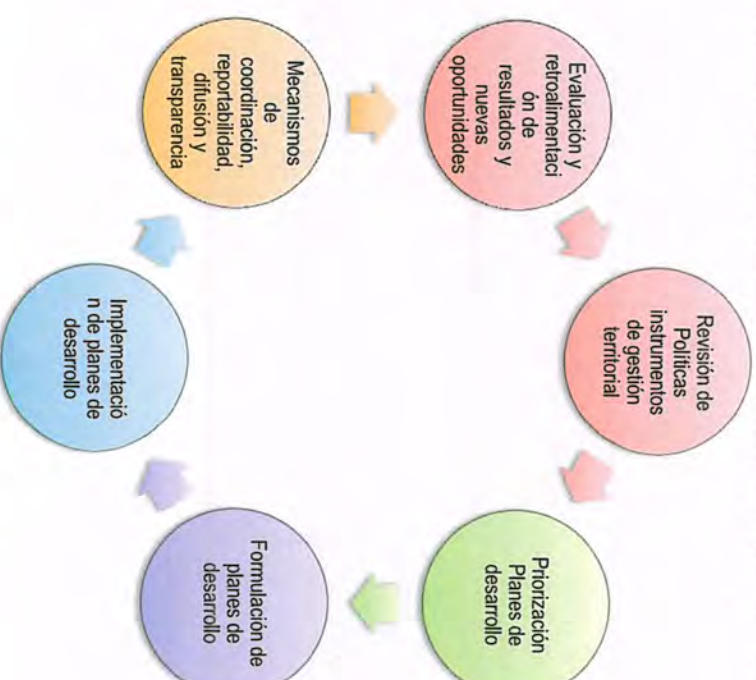 Revisión de
Políticas
instrumentos
de gestión
territorial
Priorización
Planes de
desarrollo
Formulación de
planes de
desarrollo
Implementació
n de planes de
desarrollo
Mecanismos
de
coordinación,
reportabilidad,
difusión y
transparencia
Evaluación y
retroalimentaci
ón de
resultados y
nuevas
oportunidades